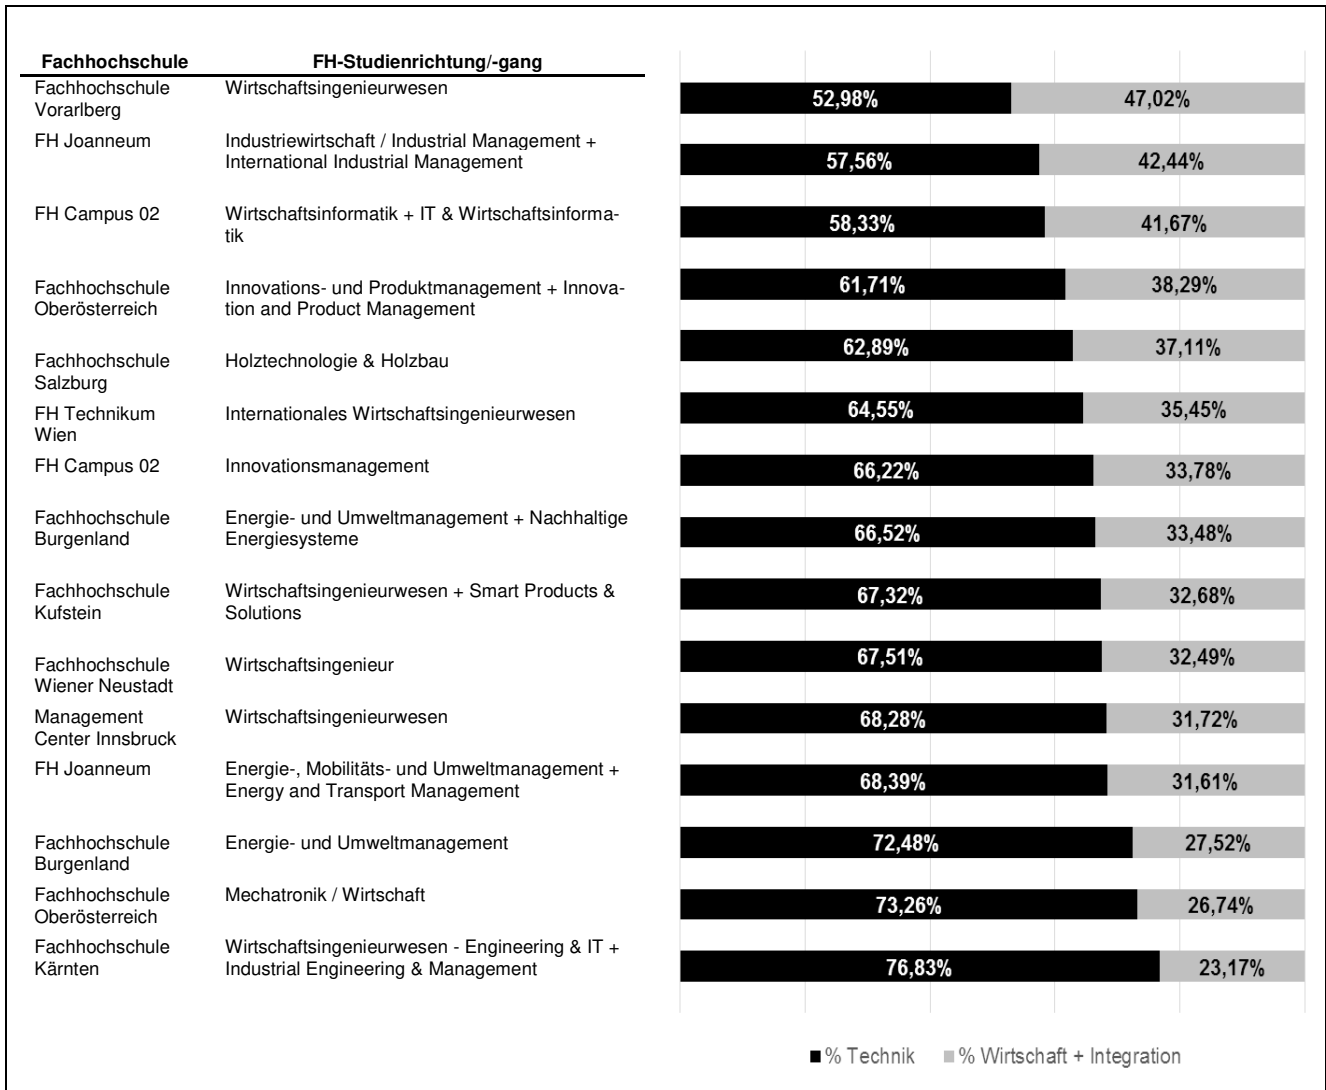 Fachhochschule FH-Studienrichtung/-gang
Fachhochschule Wirtschaftsingenieurwesen
Vorarlberg
52,98% 47,02%
FH Joanneum Industriewirtschaft / Industrial Management +
International Industrial Management
57,56% 42,44%
FH Campus 02 Wirtschaftsinformatik + IT & Wirtschaftsinforma-
tik
58,33% 41,67%
Fachhochschule Innovations- und Produktmanagement + Innova-
Oberösterreich tion and Product Management
61,71% 38,29%
Fachhochschule Holztechnologie & Holzbau
Salzburg
62,89% 37,11%
FH Technikum Internationales Wirtschaftsingenieurwesen
Wien
64,55% 35,45%
FH Campus 02 Innovationsmanagement
66,22% 33,78%
Fachhochschule Energie- und Umweltmanagement + Nachhaltige
Burgenland Energiesysteme
66,52% 33,48%
Fachhochschule Wirtschaftsingenieurwesen + Smart Products &
Kufstein Solutions
67,32% 32,68%
Fachhochschule Wirtschaftsingenieur
Wiener Neustadt
67,51% 32,49%
Management Wirtschaftsingenieurwesen
Center Innsbruck
68,28% 31,72%
FH Joanneum Energie-, Mobilitäts- und Umweltmanagement +
Energy and Transport Management
68,39% 31,61%
Fachhochschule Energie- und Umweltmanagement
Burgenland
72,48% 27,52%
Fachhochschule Mechatronik / Wirtschaft
Oberösterreich
73,26% 26,74%
Fachhochschule Wirtschaftsingenieurwesen - Engineering & IT +
Kärnten Industrial Engineering & Management
76,83% 23,17%
% Technik % Wirtschaft + Integration